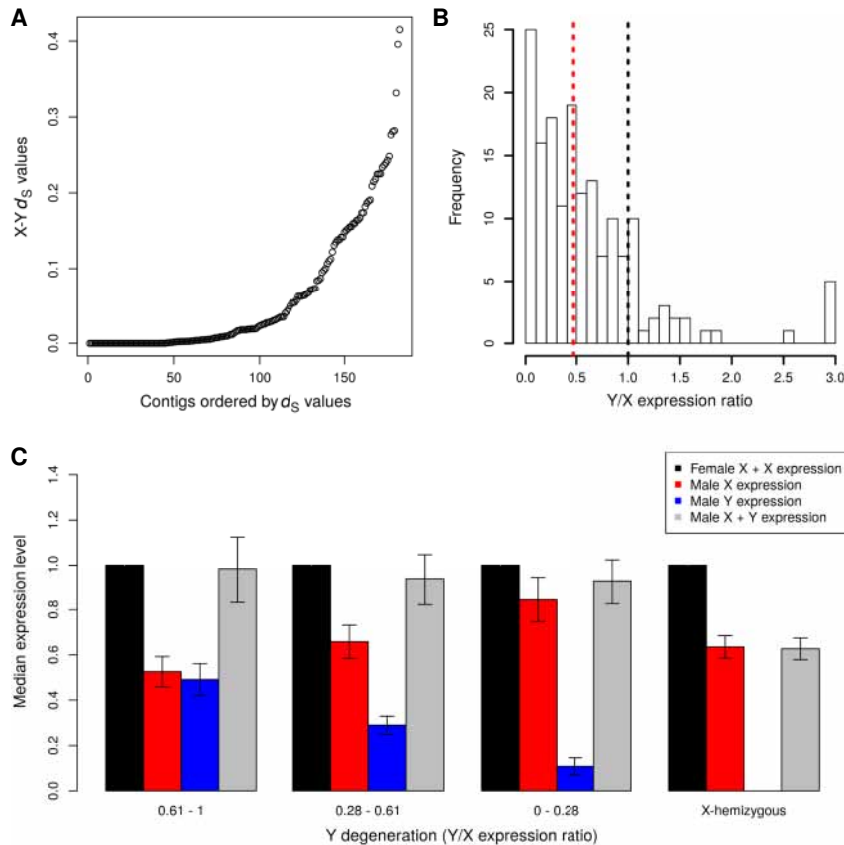 A
X-Y dS values
0.4
0.3
0.2
0.1
0.0
0 50 100 150
Contigs ordered by dS values
B
Frequency
25
20
15
10
5
0
0.0 0.5 1.0 1.5 2.0 2.5 3.0
Y/X expression ratio
C
Median expression level
1.4
1.2
1.0
0.8
0.6
0.4
0.2
0.0
Female X + X expression
Male X expression
Male Y expression
Male X + Y expression
0.61 - 1 0.28 - 0.61 0 - 0.28 X-hemizygous
Y degeneration (Y/X expression ratio)